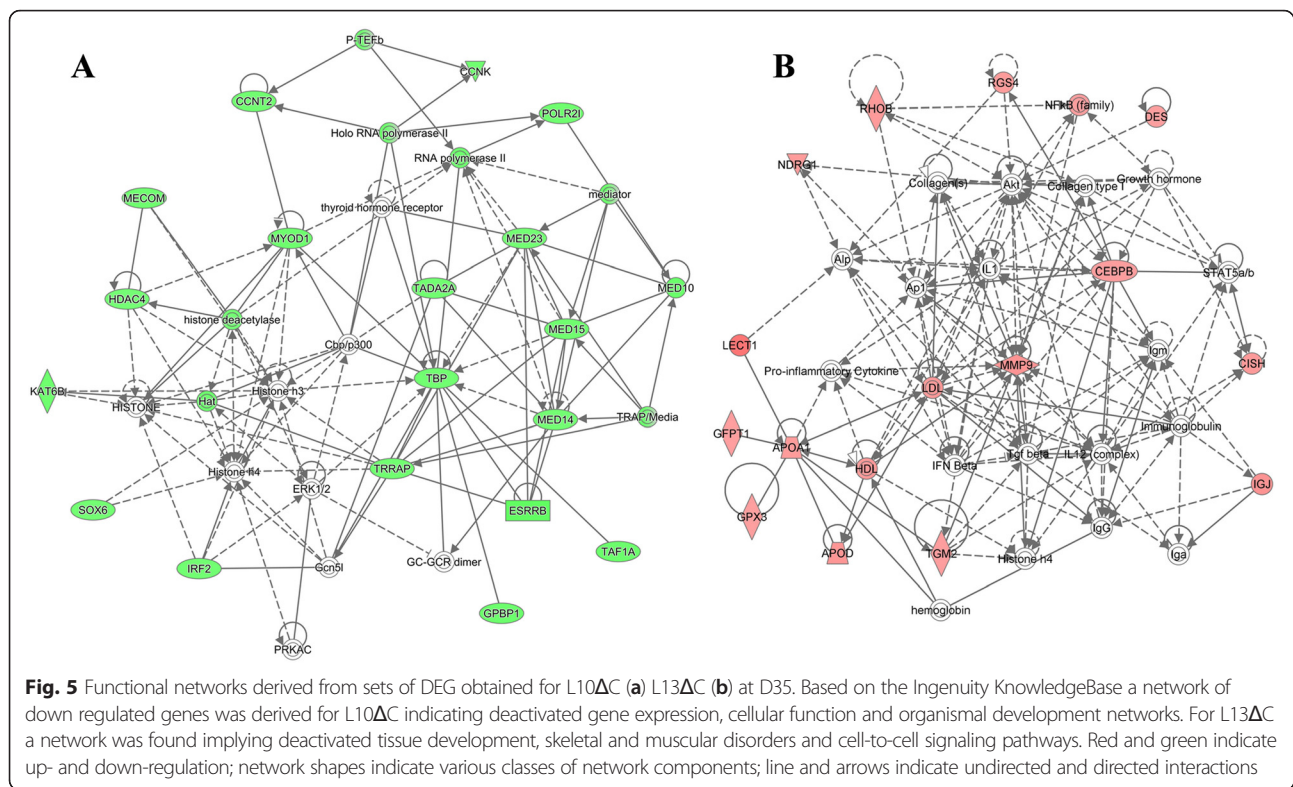 A
P-TEFb
CCNK
CCNT2
POLR2I
Holo RNA polymerase II
RNA polymerase II
MECOM
mediator
thyroid hormone receptor
MYOD1
MED23
TADA2A
MED10
HDAC4
histone deacetylase
MED15
Cbp/p300
TBP
KAT6B
Histone h3
HISTONE
Hat
MED14
TRAP/Media
TRRAP
Histone h4
ERK1/2
SOX6
ESRRB
TAF1A
IRF2
Gcn5l
GC-GCR dimer
GPBP1
PRKAC
B
RGS4
RHOB
NFkB (family)
DES
NDRG1
Collagen(s)
Akt
Collagen type I
Growth hormone
Alp
IL1
CEBPB
STAT5a/b
Ap1
LECT1
Igm
Pro-inflammatory Cytokine
MMP9
CISH
LDL
GFPT1
Immunoglobulin
APOA1
HDL
IFN Beta
Tgf beta
IL12 (complex)
IGJ
GPX3
IgG
APOD
TGM2
Histone h4
Iga
hemoglobin
Fig. 5 Functional networks derived from sets of DEG obtained for L10ΔC (a) L13ΔC (b) at D35. Based on the Ingenuity KnowledgeBase a network of
down regulated genes was derived for L10ΔC indicating deactivated gene expression, cellular function and organismal development networks. For L13ΔC
a network was found implying deactivated tissue development, skeletal and muscular disorders and cell-to-cell signaling pathways. Red and green indicate
up- and down-regulation; network shapes indicate various classes of network components; line and arrows indicate undirected and directed interactions